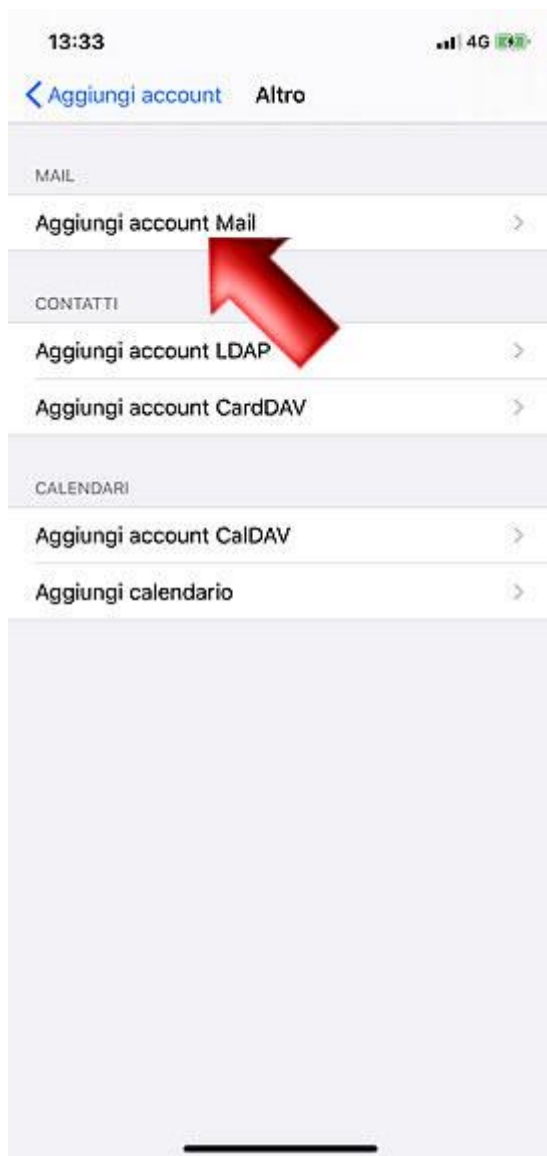 13:33
4G
Aggiungi account Altro
MAIL
Aggiungi account Mail
CONTATTI
Aggiungi account LDAP
Aggiungi account CardDAV
CALENDARI
Aggiungi account CalDAV
Aggiungi calendario